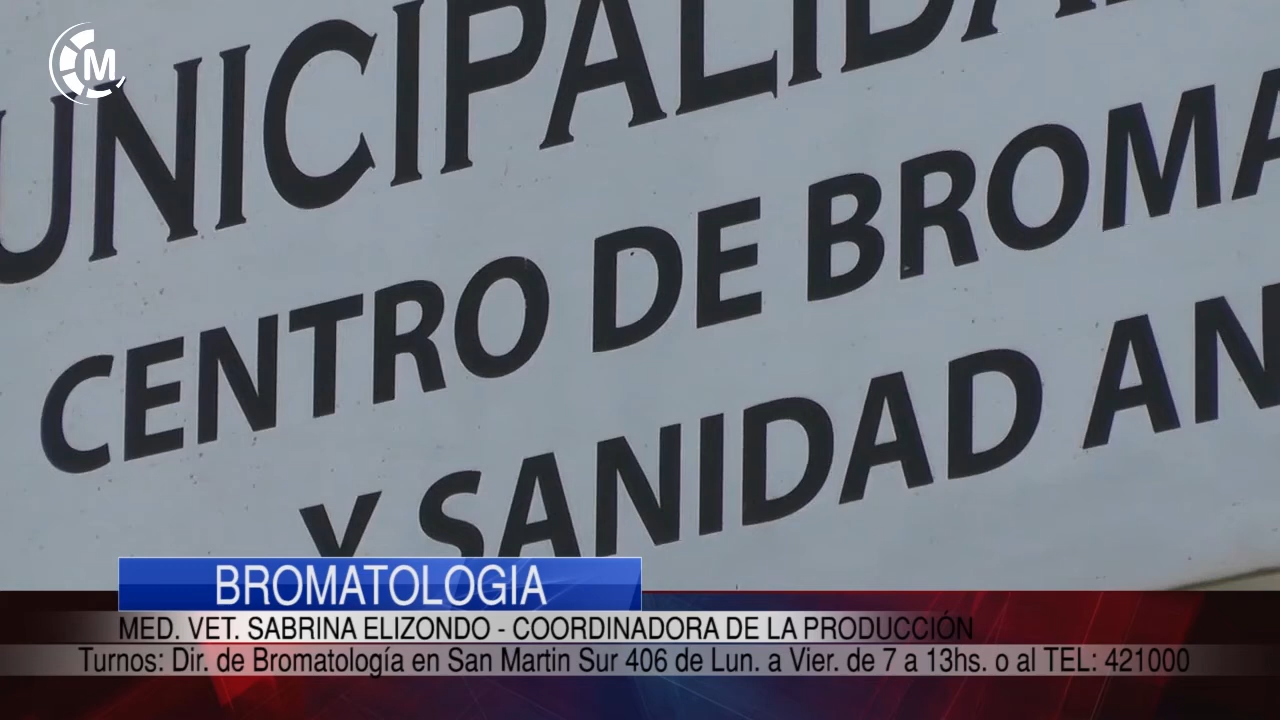 M
UNICIPALIDA
CENTRO DE BROMA
Y SANIDAD AN
BROMATOLOGIA
MED. VET. SABRINA ELIZONDO - COORDINADORA DE LA PRODUCCIÓN
Turnos: Dir. de Bromatología en San Martin Sur 406 de Lun. a Vier. de 7 a 13hs. o al TEL: 421000